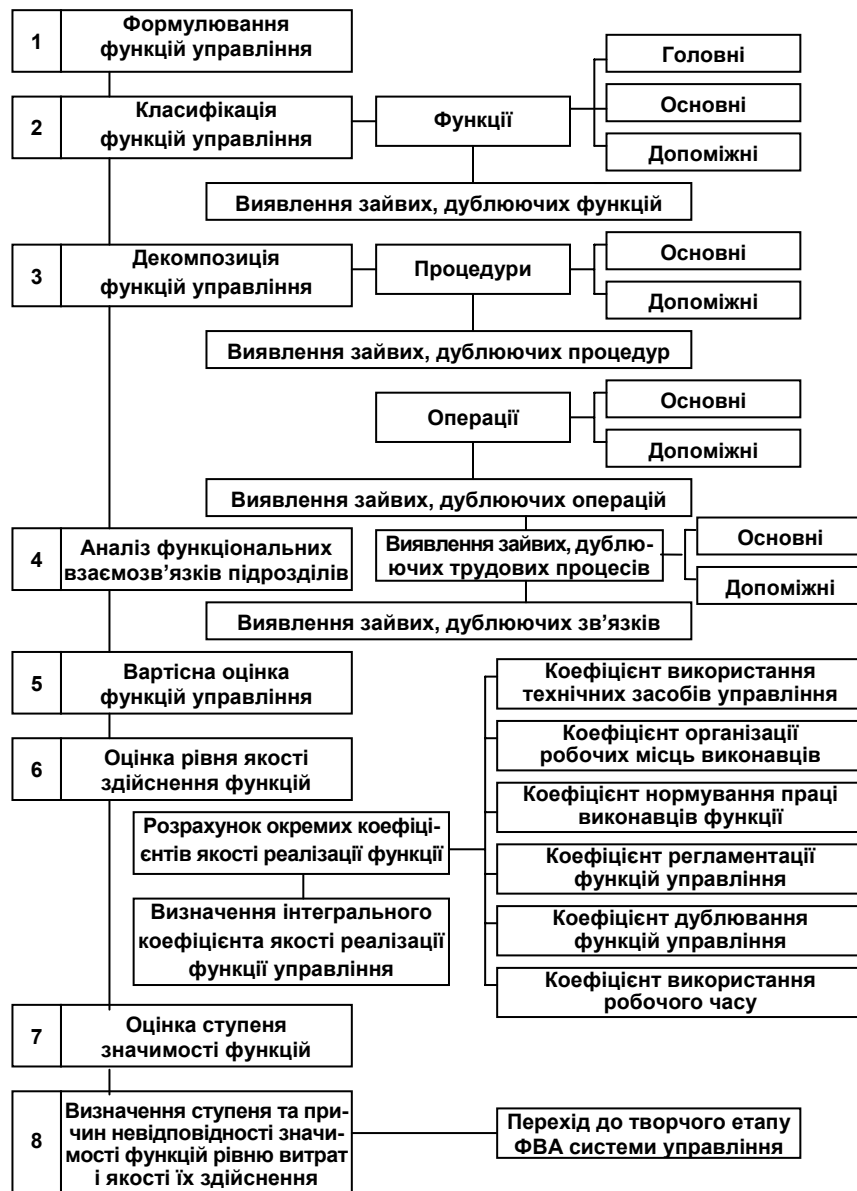 1
Формулювання
функцій управління
Головні
2
Класифікація
функцій управління
Функції
Основні
Допоміжні
Виявлення зайвих, дублюючих функцій
3
Декомпозиція
функцій управління
Процедури
Основні
Допоміжні
Виявлення зайвих, дублюючих процедур
Операції
Основні
Допоміжні
Виявлення зайвих, дублюючих операцій
4
Аналіз функціональних
взаємозв’язків підрозділів
Виявлення зайвих, дублю-
ючих трудових процесів
Основні
Допоміжні
Виявлення зайвих, дублюючих зв’язків
5
Вартісна оцінка
функцій управління
6
Оцінка рівня якості
здійснення функцій
Розрахунок окремих коефіці-
єнтів якості реалізації функції
Визначення інтегрального
коефіцієнта якості реалізації
функції управління
Коефіцієнт використання
технічних засобів управління
Коефіцієнт організації
робочих місць виконавців
Коефіцієнт нормування праці
виконавців функції
Коефіцієнт регламентації
функцій управління
Коефіцієнт дублювання
функцій управління
Коефіцієнт використання
робочого часу
7
Оцінка ступеня
значимості функцій
8
Визначення ступеня та при-
чин невідповідності значи-
мості функцій рівню витрат
і якості їх здійснення
Перехід до творчого етапу
ФВА системи управління